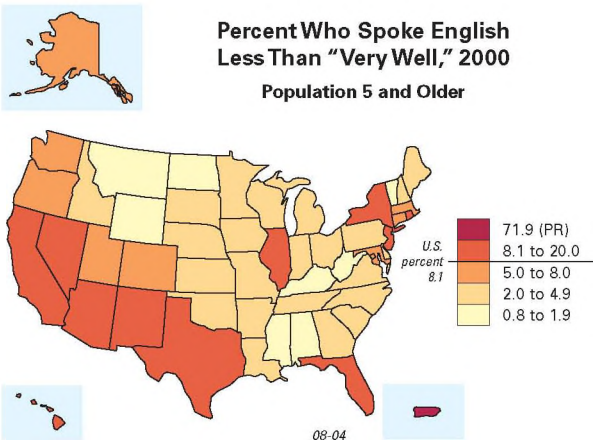 Percent Who Spoke English
Less Than “Very Well,” 2000
Population 5 and Older
U.S.
percent
8.1
71.9 (PR)
8.1 to 20.0
5.0 to 8.0
2.0 to 4.9
0.8 to 1.9
08-04